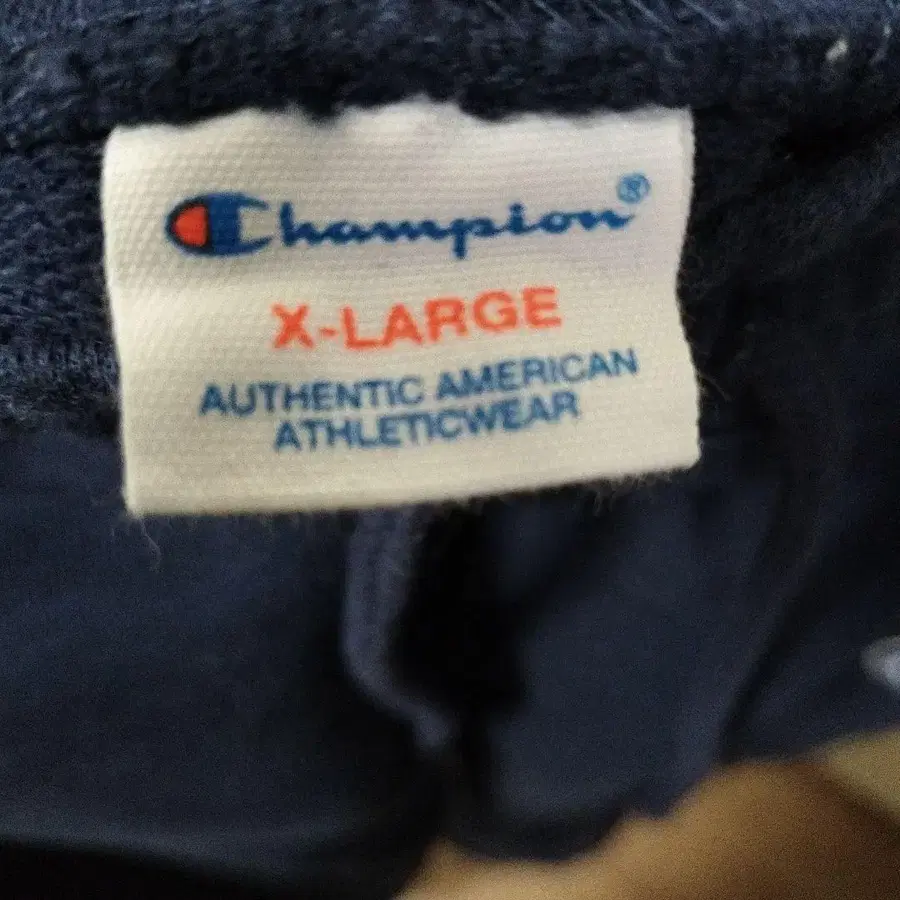 Champion®
X-LARGE
AUTHENTIC AMERICAN
ATHLETICWEAR